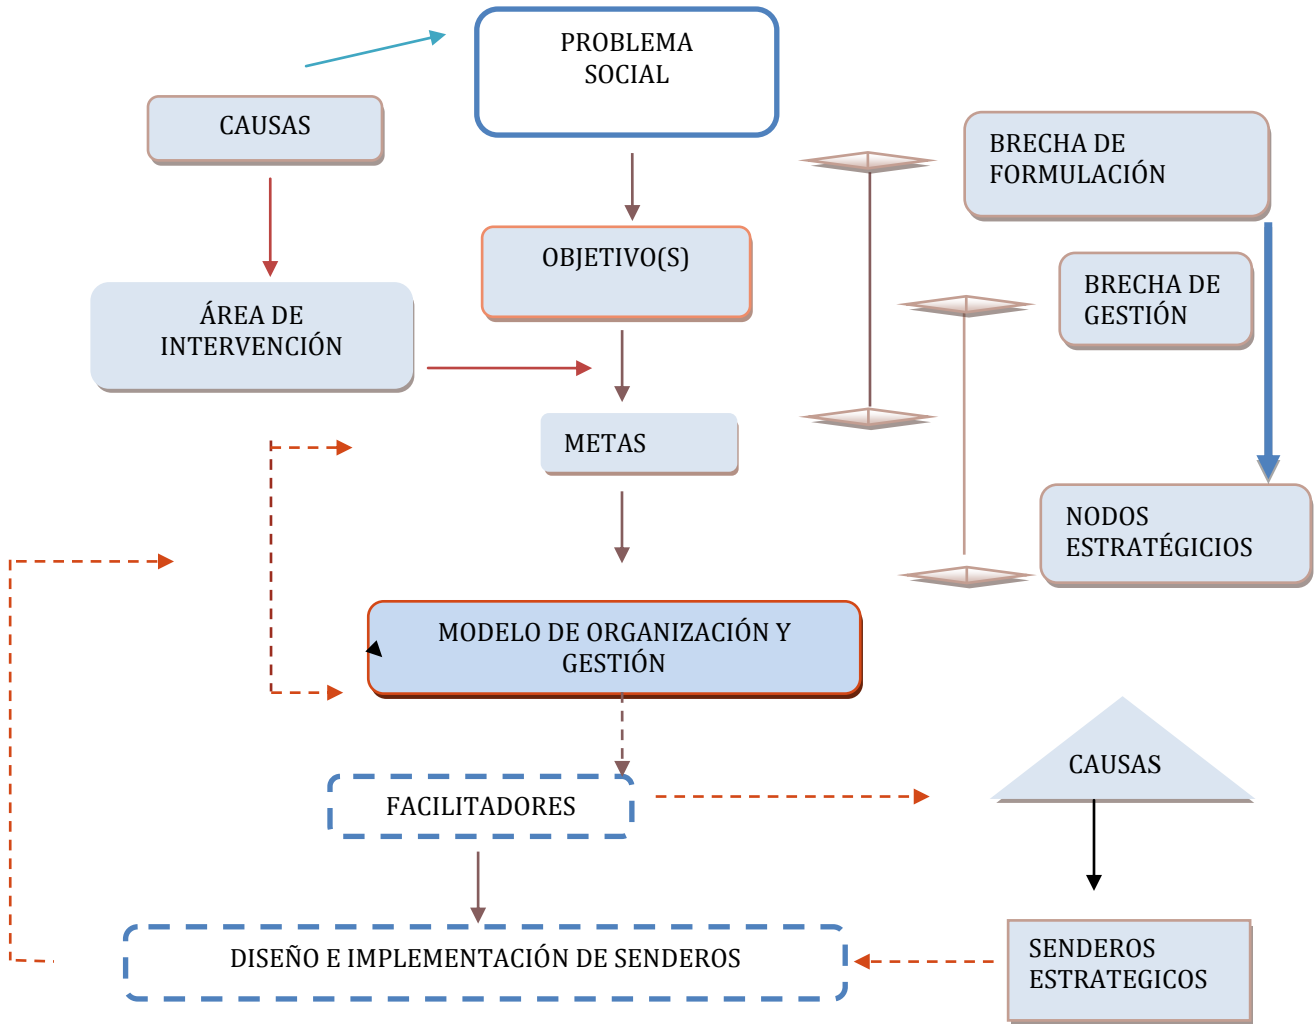 PROBLEMA
SOCIAL
CAUSAS
BRECHA DE
FORMULACIÓN
OBJETIVO(S)
BRECHA DE
GESTIÓN
ÁREA DE
INTERVENCIÓN
METAS
NODOS
ESTRATÉGICIOS
MODELO DE ORGANIZACIÓN Y
GESTIÓN
CAUSAS
FACILITADORES
DISEÑO E IMPLEMENTACIÓN DE SENDEROS
SENDEROS
ESTRATEGICOS